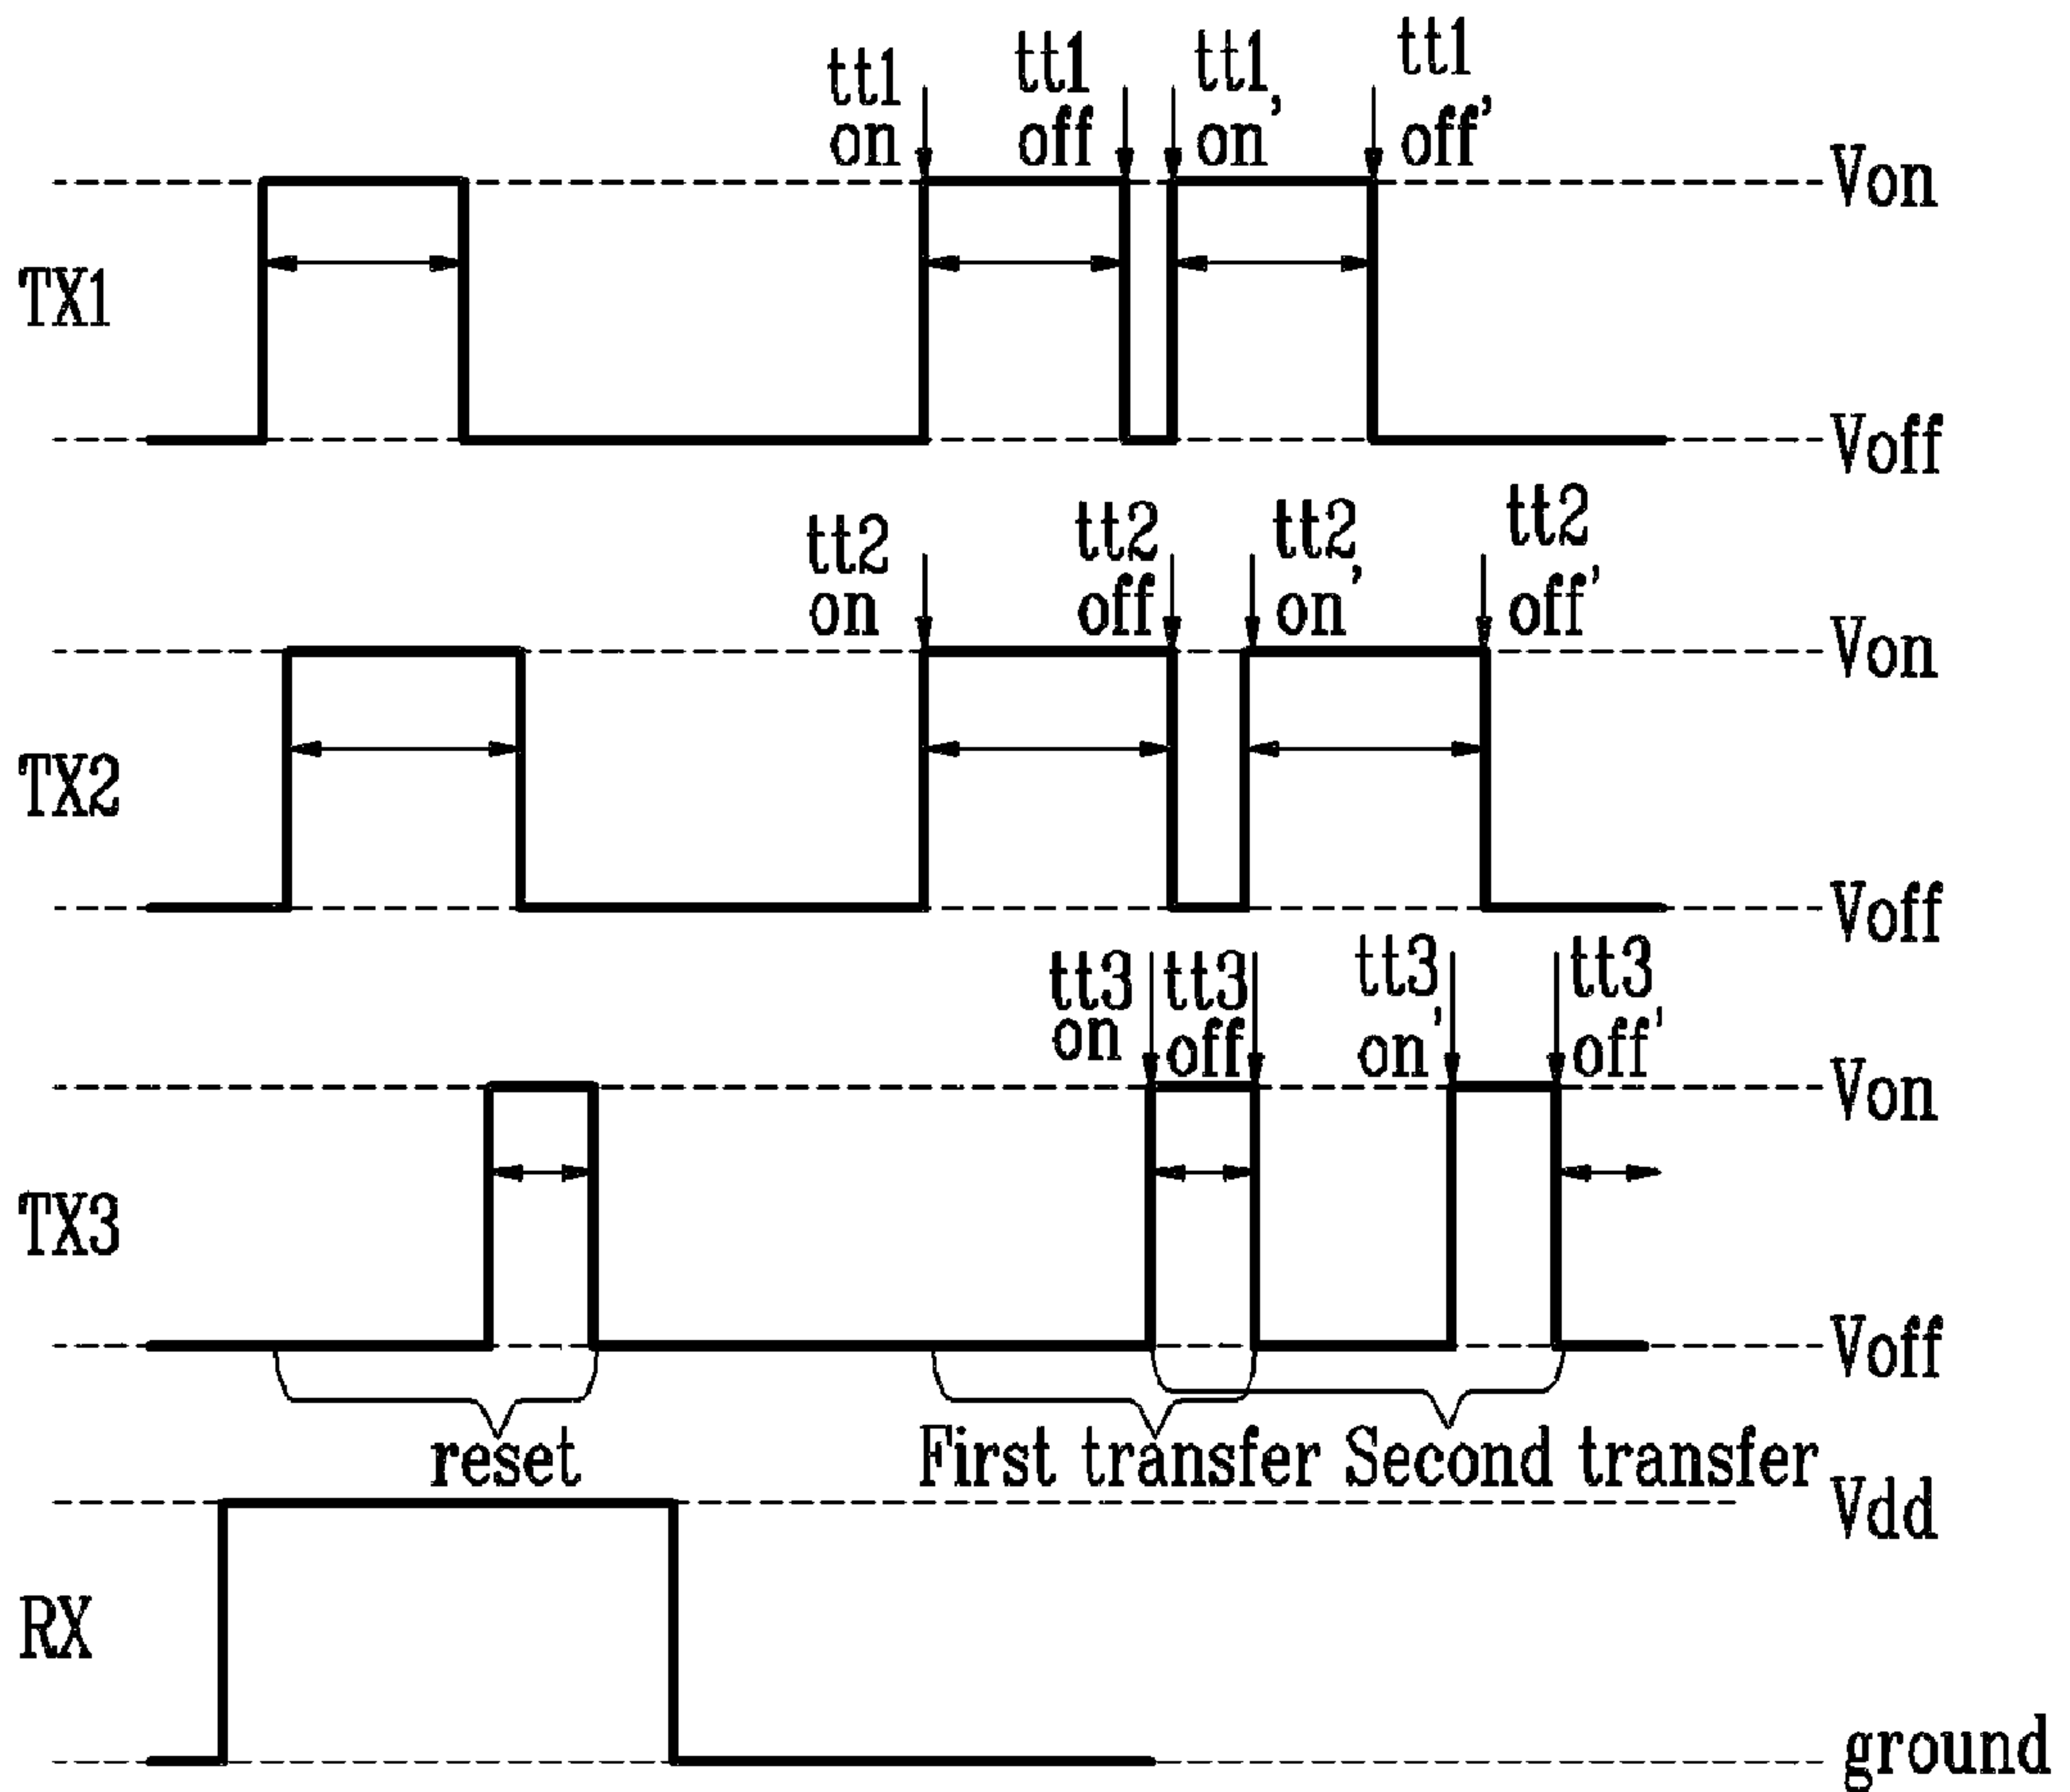 tt1 tt1 tt1, tt1
on off on' off'
Von
TX1
Voff
tt2 tt2 tt2, tt2
on off on' off'
Von
TX2
Voff
tt3 tt3 tt3 tt3
on off on' off'
Von
TX3
Voff
reset First transfer Second transfer
Vdd
RX
ground